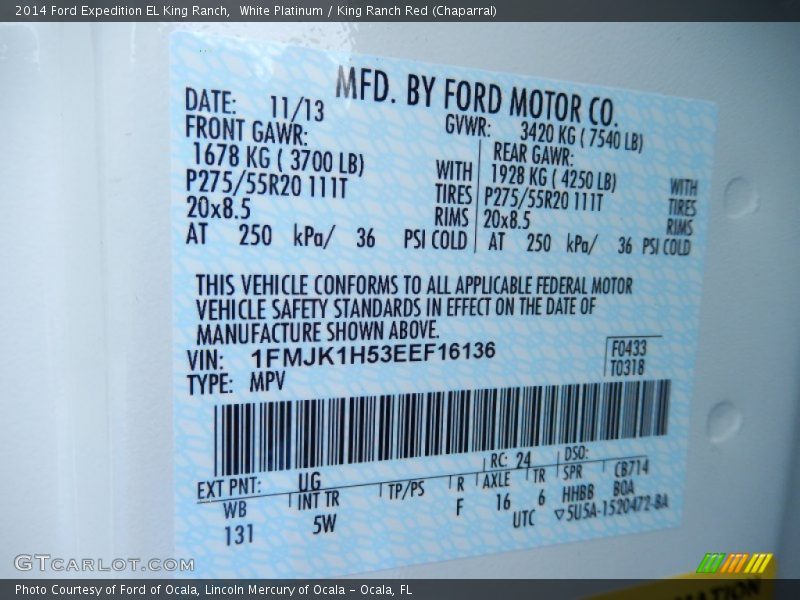 2014 Ford Expedition EL King Ranch,  White Platinum / King Ranch Red (Chaparral)
MFD. BY FORD MOTOR CO.
DATE: 11/13 GVWR: 3420 KG ( 7540 LB)
FRONT GAWR: REAR GAWR:
1678 KG ( 3700 LB) WITH 1928 KG ( 4250 LB) WITH
P275/55R20 111T TIRES P275/55R20 111T TIRES
20x8.5 RIMS 20x8.5 RIMS
AT 250 kPa/ 36 PSI COLD AT 250 kPa/ 36 PSI COLD
THIS VEHICLE CONFORMS TO ALL APPLICABLE FEDERAL MOTOR
VEHICLE SAFETY STANDARDS IN EFFECT ON THE DATE OF
MANUFACTURE SHOWN ABOVE.
VIN: 1FMJK1H53EEF16136 F0433
TYPE: MPV T0318
EXT PNT: UG RC: 24 DSO:
WB INT TR TP/PS R AXLE TR SPR CB714
131 5W F 16 6 HHBB BOA
UTC ▽5U5A-1520472-BA
GTCARLOT.COM
Photo Courtesy of Ford of Ocala, Lincoln Mercury of Ocala – Ocala, FL